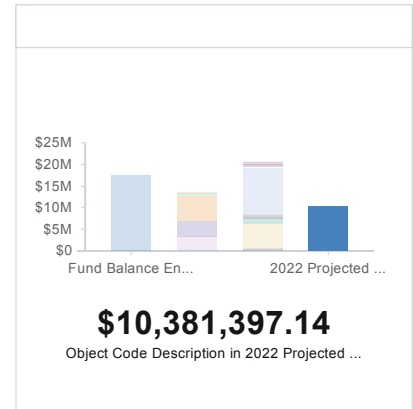 $25M
$20M
$15M
$10M
$5M
$0
Fund Balance En... 2022 Projected ...
$10,381,397.14
Object Code Description in 2022 Projected ...